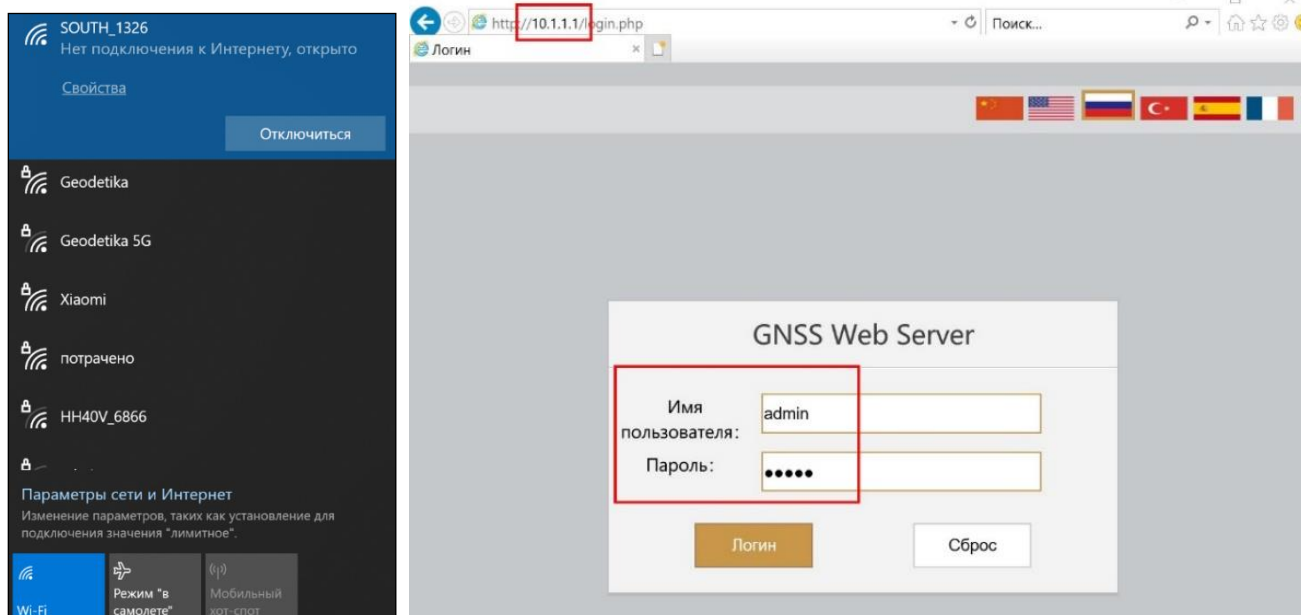 SOUTH_1326
Нет подключения к Интернету, открыто
Свойства
Отключиться
Geodetika
Geodetika 5G
Xiaomi
потрачено
HH40V_6866
Параметры сети и Интернет
Изменение параметров, таких как установление для
подключения значения "лимитное".
Wi-Fi
Режим "в
самолете"
Мобильный
хот-спот
http://10.1.1.1/login.php
Поиск...
Логин
GNSS Web Server
Имя
пользователя:
admin
Пароль:
•••••
Логин
Сброс